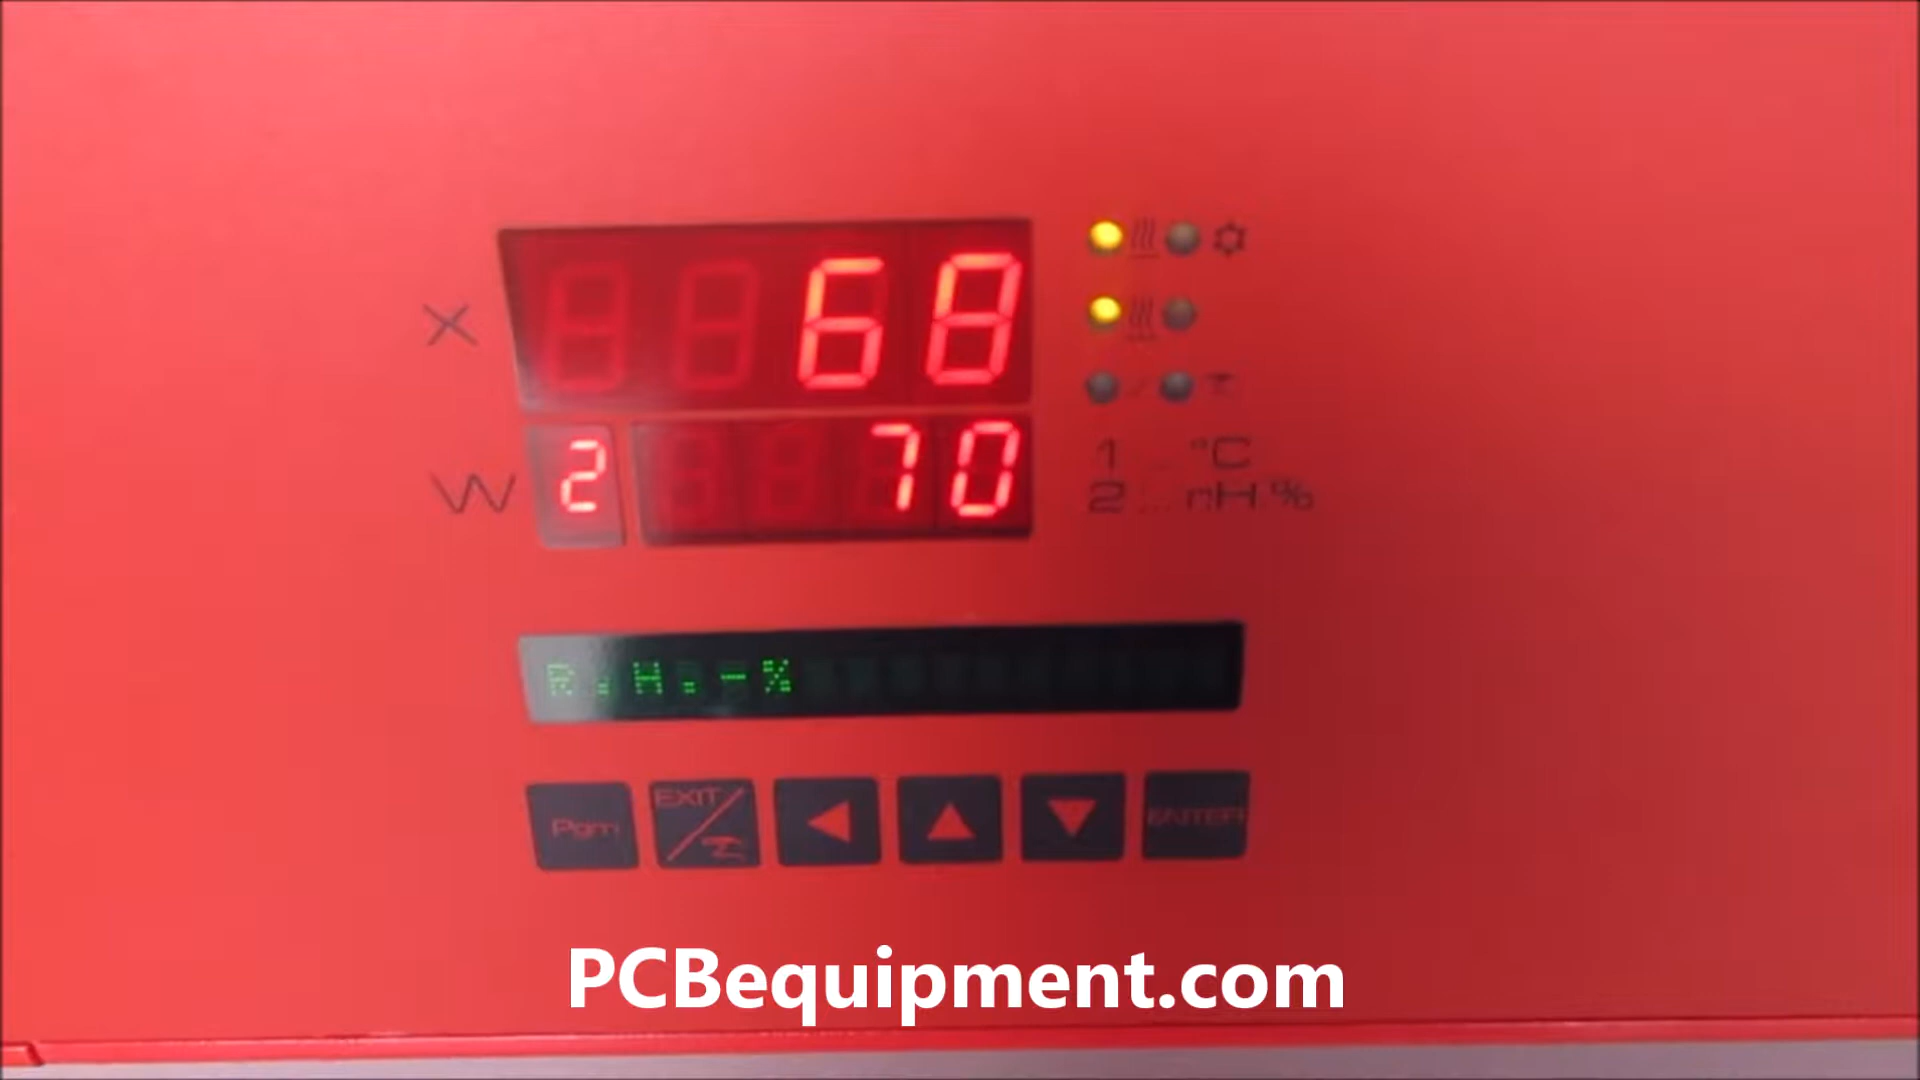 X 68
W 2 70
1 ... °C
2 ... rH.%
R.H.-%
Pgm EXIT ENTER
PCBequipment.com